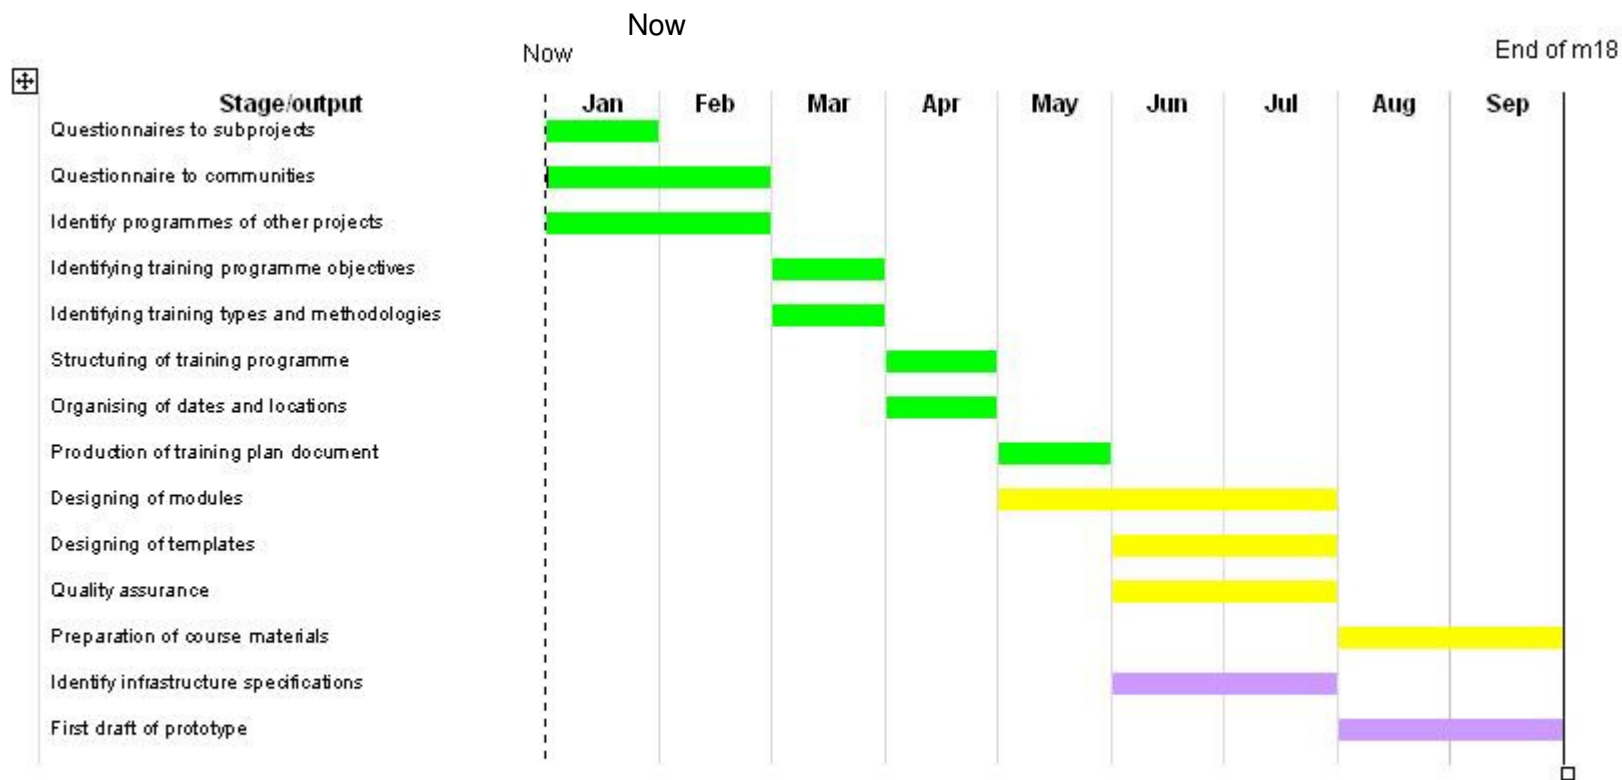 Now
Now
End of m18
Stage/output Jan Feb Mar Apr May Jun Jul Aug Sep
Questionnaires to subprojects
Questionnaire to communities
Identify programmes of other projects
Identifying training programme objectives
Identifying training types and methodologies
Structuring of training programme
Organising of dates and locations
Production of training plan document
Designing of modules
Designing of templates
Quality assurance
Preparation of course materials
Identify infrastructure specifications
First draft of prototype